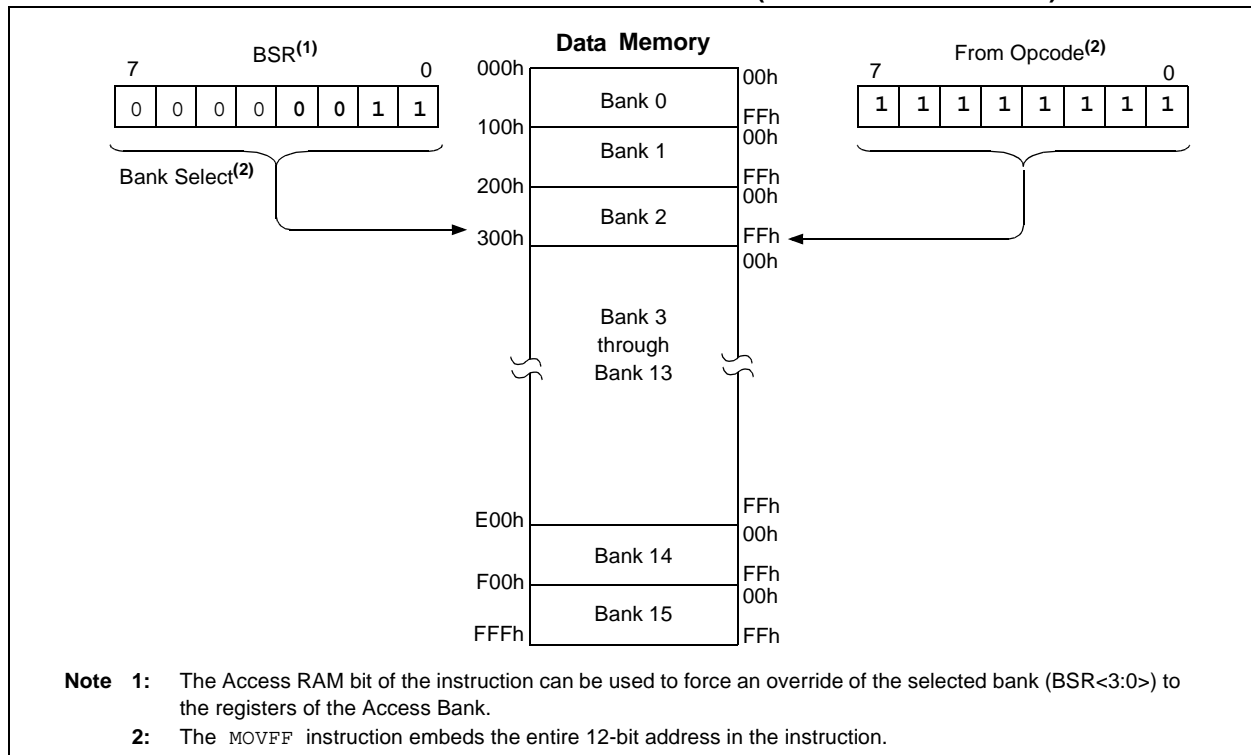 BSR(1)
7 0
0 0 0 0 0 0 1 1
Bank Select(2)
Data Memory
000h
100h
200h
300h
E00h
F00h
FFFh
Bank 0
Bank 1
Bank 2
Bank 3
through
Bank 13
Bank 14
Bank 15
00h
FFh
00h
FFh
00h
FFh
00h
FFh
00h
FFh
00h
FFh
From Opcode(2)
7 0
1 1 1 1 1 1 1 1
Note 1: The Access RAM bit of the instruction can be used to force an override of the selected bank (BSR<3:0>) to
the registers of the Access Bank.
2: The MOVFF instruction embeds the entire 12-bit address in the instruction.